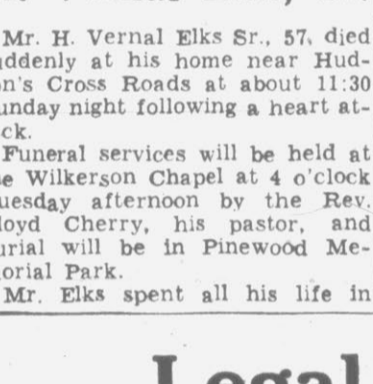 Mr. H. Vernal Elks Sr., 57, died
uddenly at his home near Hud-
on's Cross Roads at about 11:30
unday night following a heart at-
ck.
Funeral services will be held at
e Wilkerson Chapel at 4 o'clock
uesday afternoon by the Rev.
loyd Cherry, his pastor, and
urial will be in Pinewood Me-
orial Park.
Mr. Elks spent all his life in
Legal